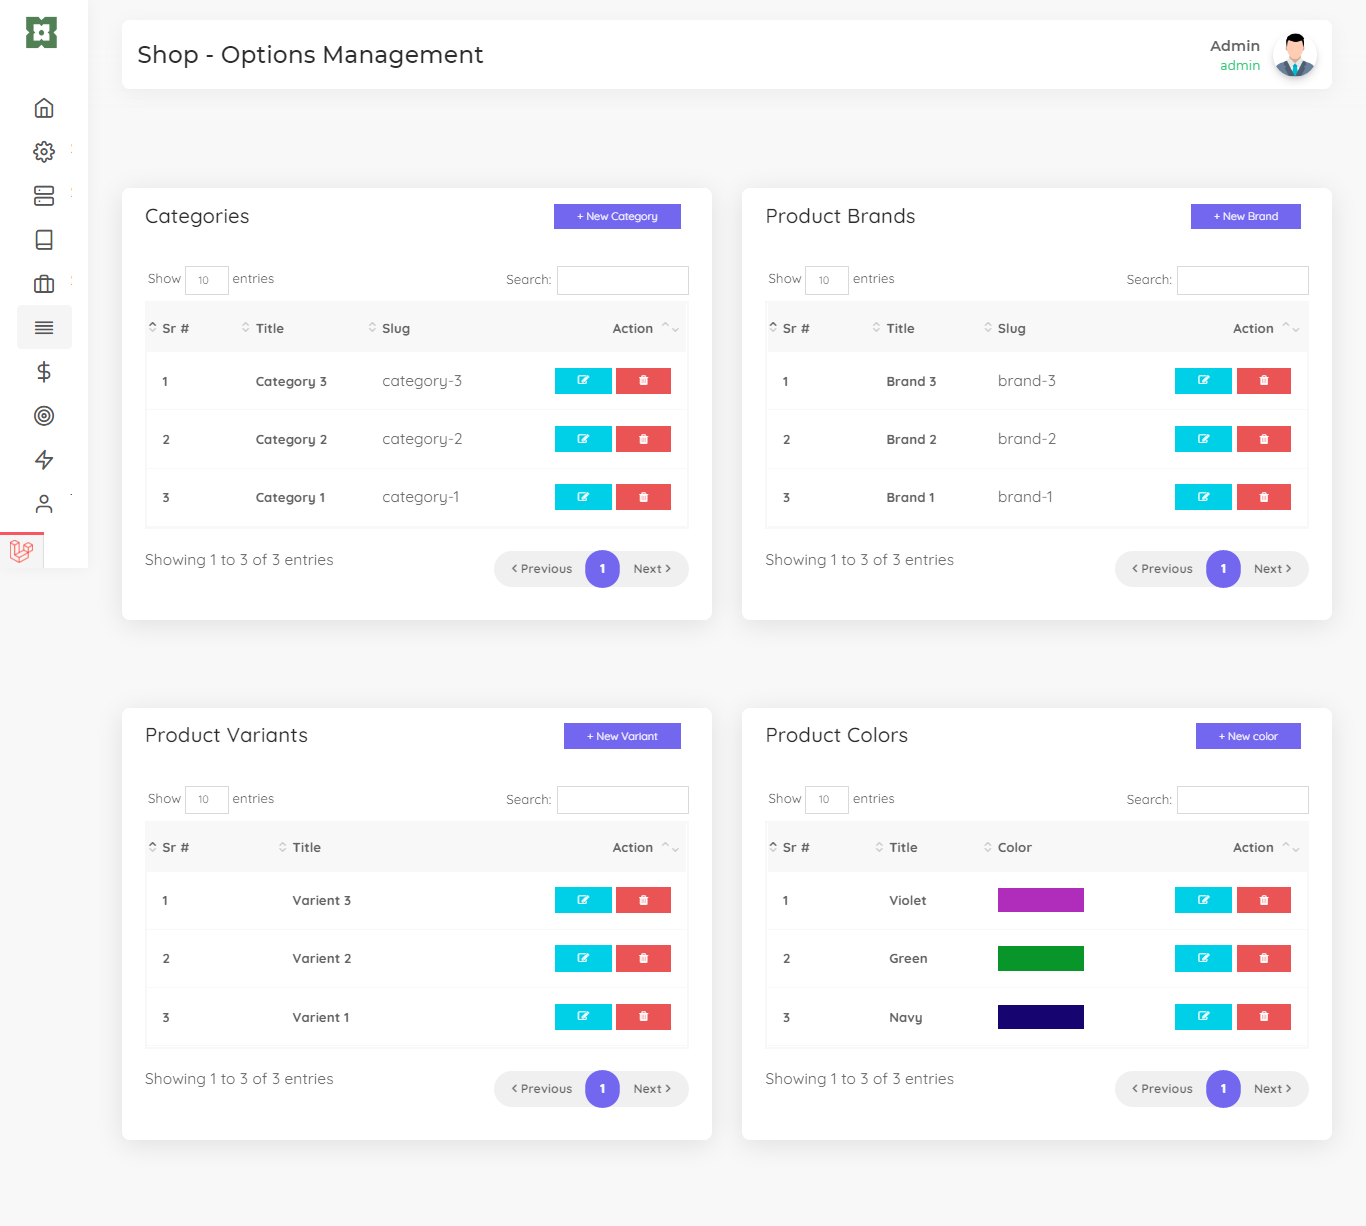 Shop - Options Management
Admin
admin
Categories
+ New Category
Show 10 entries
Search:
Sr # Title Slug Action
1 Category 3 category-3
2 Category 2 category-2
3 Category 1 category-1
Showing 1 to 3 of 3 entries
Previous 1 Next
Product Brands
+ New Brand
Show 10 entries
Search:
Sr # Title Slug Action
1 Brand 3 brand-3
2 Brand 2 brand-2
3 Brand 1 brand-1
Showing 1 to 3 of 3 entries
Previous 1 Next
Product Variants
+ New Variant
Show 10 entries
Search:
Sr # Title Action
1 Varient 3
2 Varient 2
3 Varient 1
Showing 1 to 3 of 3 entries
Previous 1 Next
Product Colors
+ New color
Show 10 entries
Search:
Sr # Title Color Action
1 Violet
2 Green
3 Navy
Showing 1 to 3 of 3 entries
Previous 1 Next